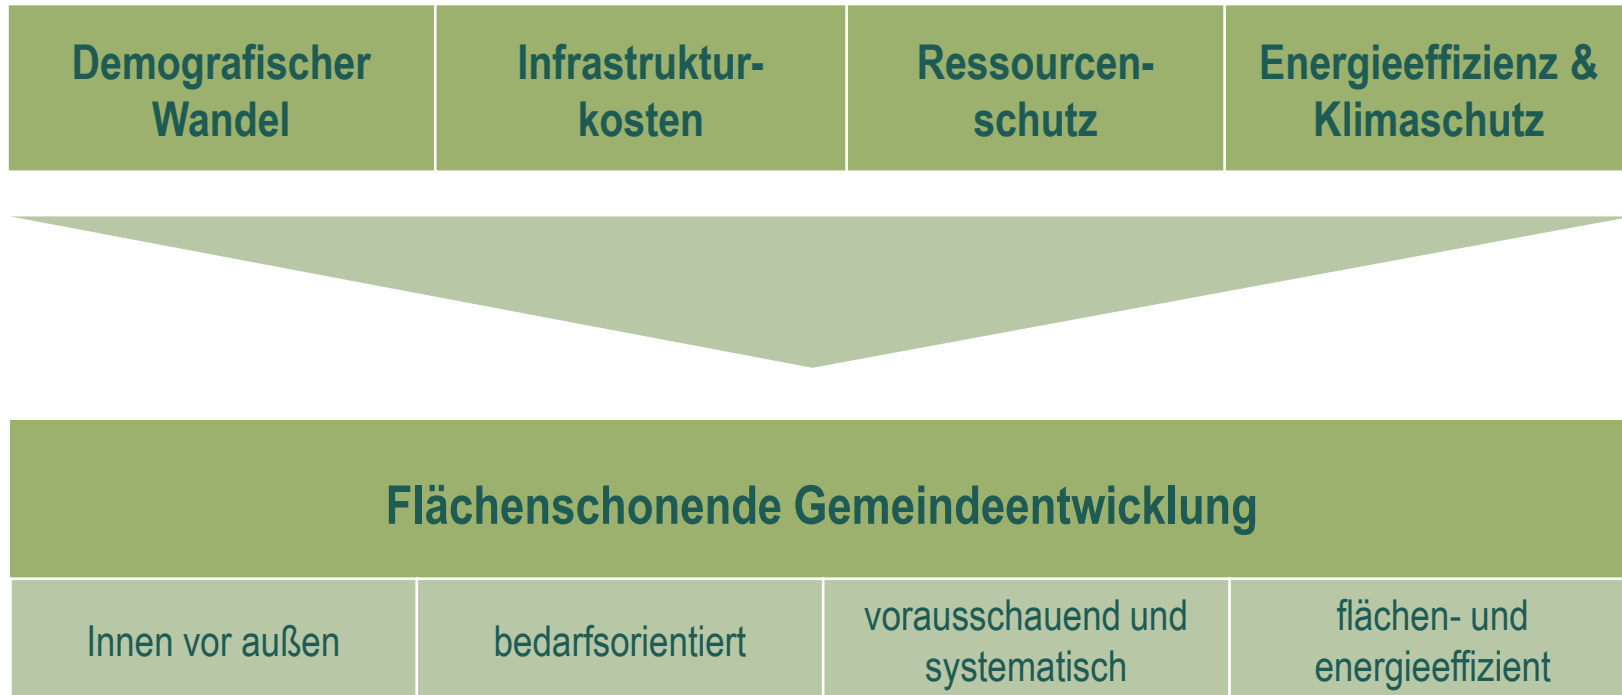 Demografischer
Wandel
Infrastruktur-
kosten
Ressourcen-
schutz
Energieeffizienz &
Klimaschutz
Flächenschonende Gemeindeentwicklung
Innen vor außen
bedarfsorientiert
vorausschauend und
systematisch
flächen- und
energieeffizient